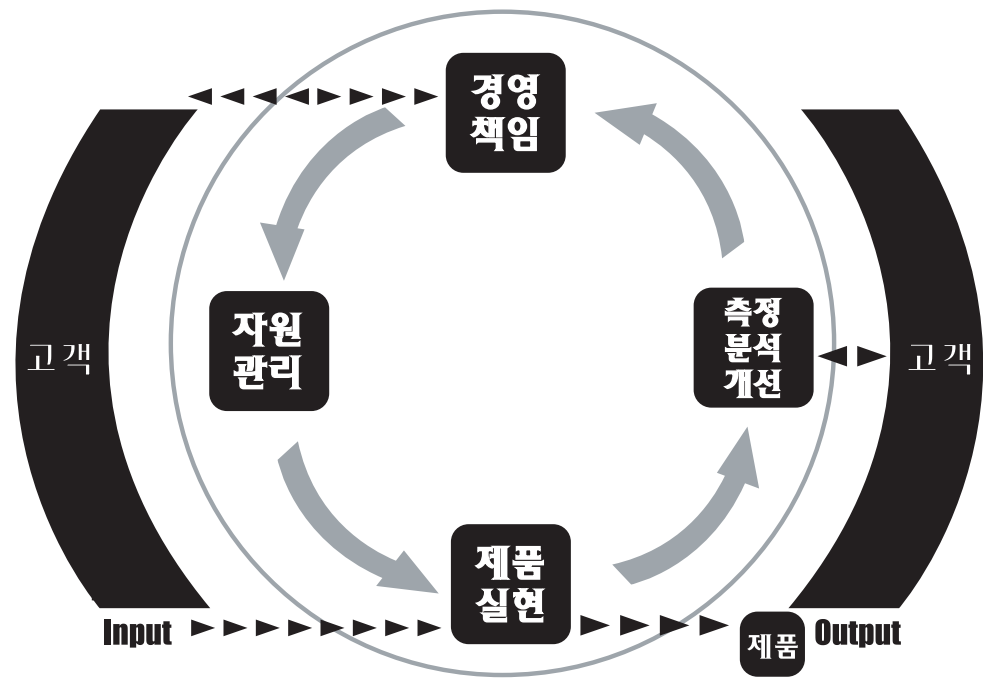 경영
책임
고객
자원
관리
측정
분석
개선
고객
제품
실현
Input
제품
Output